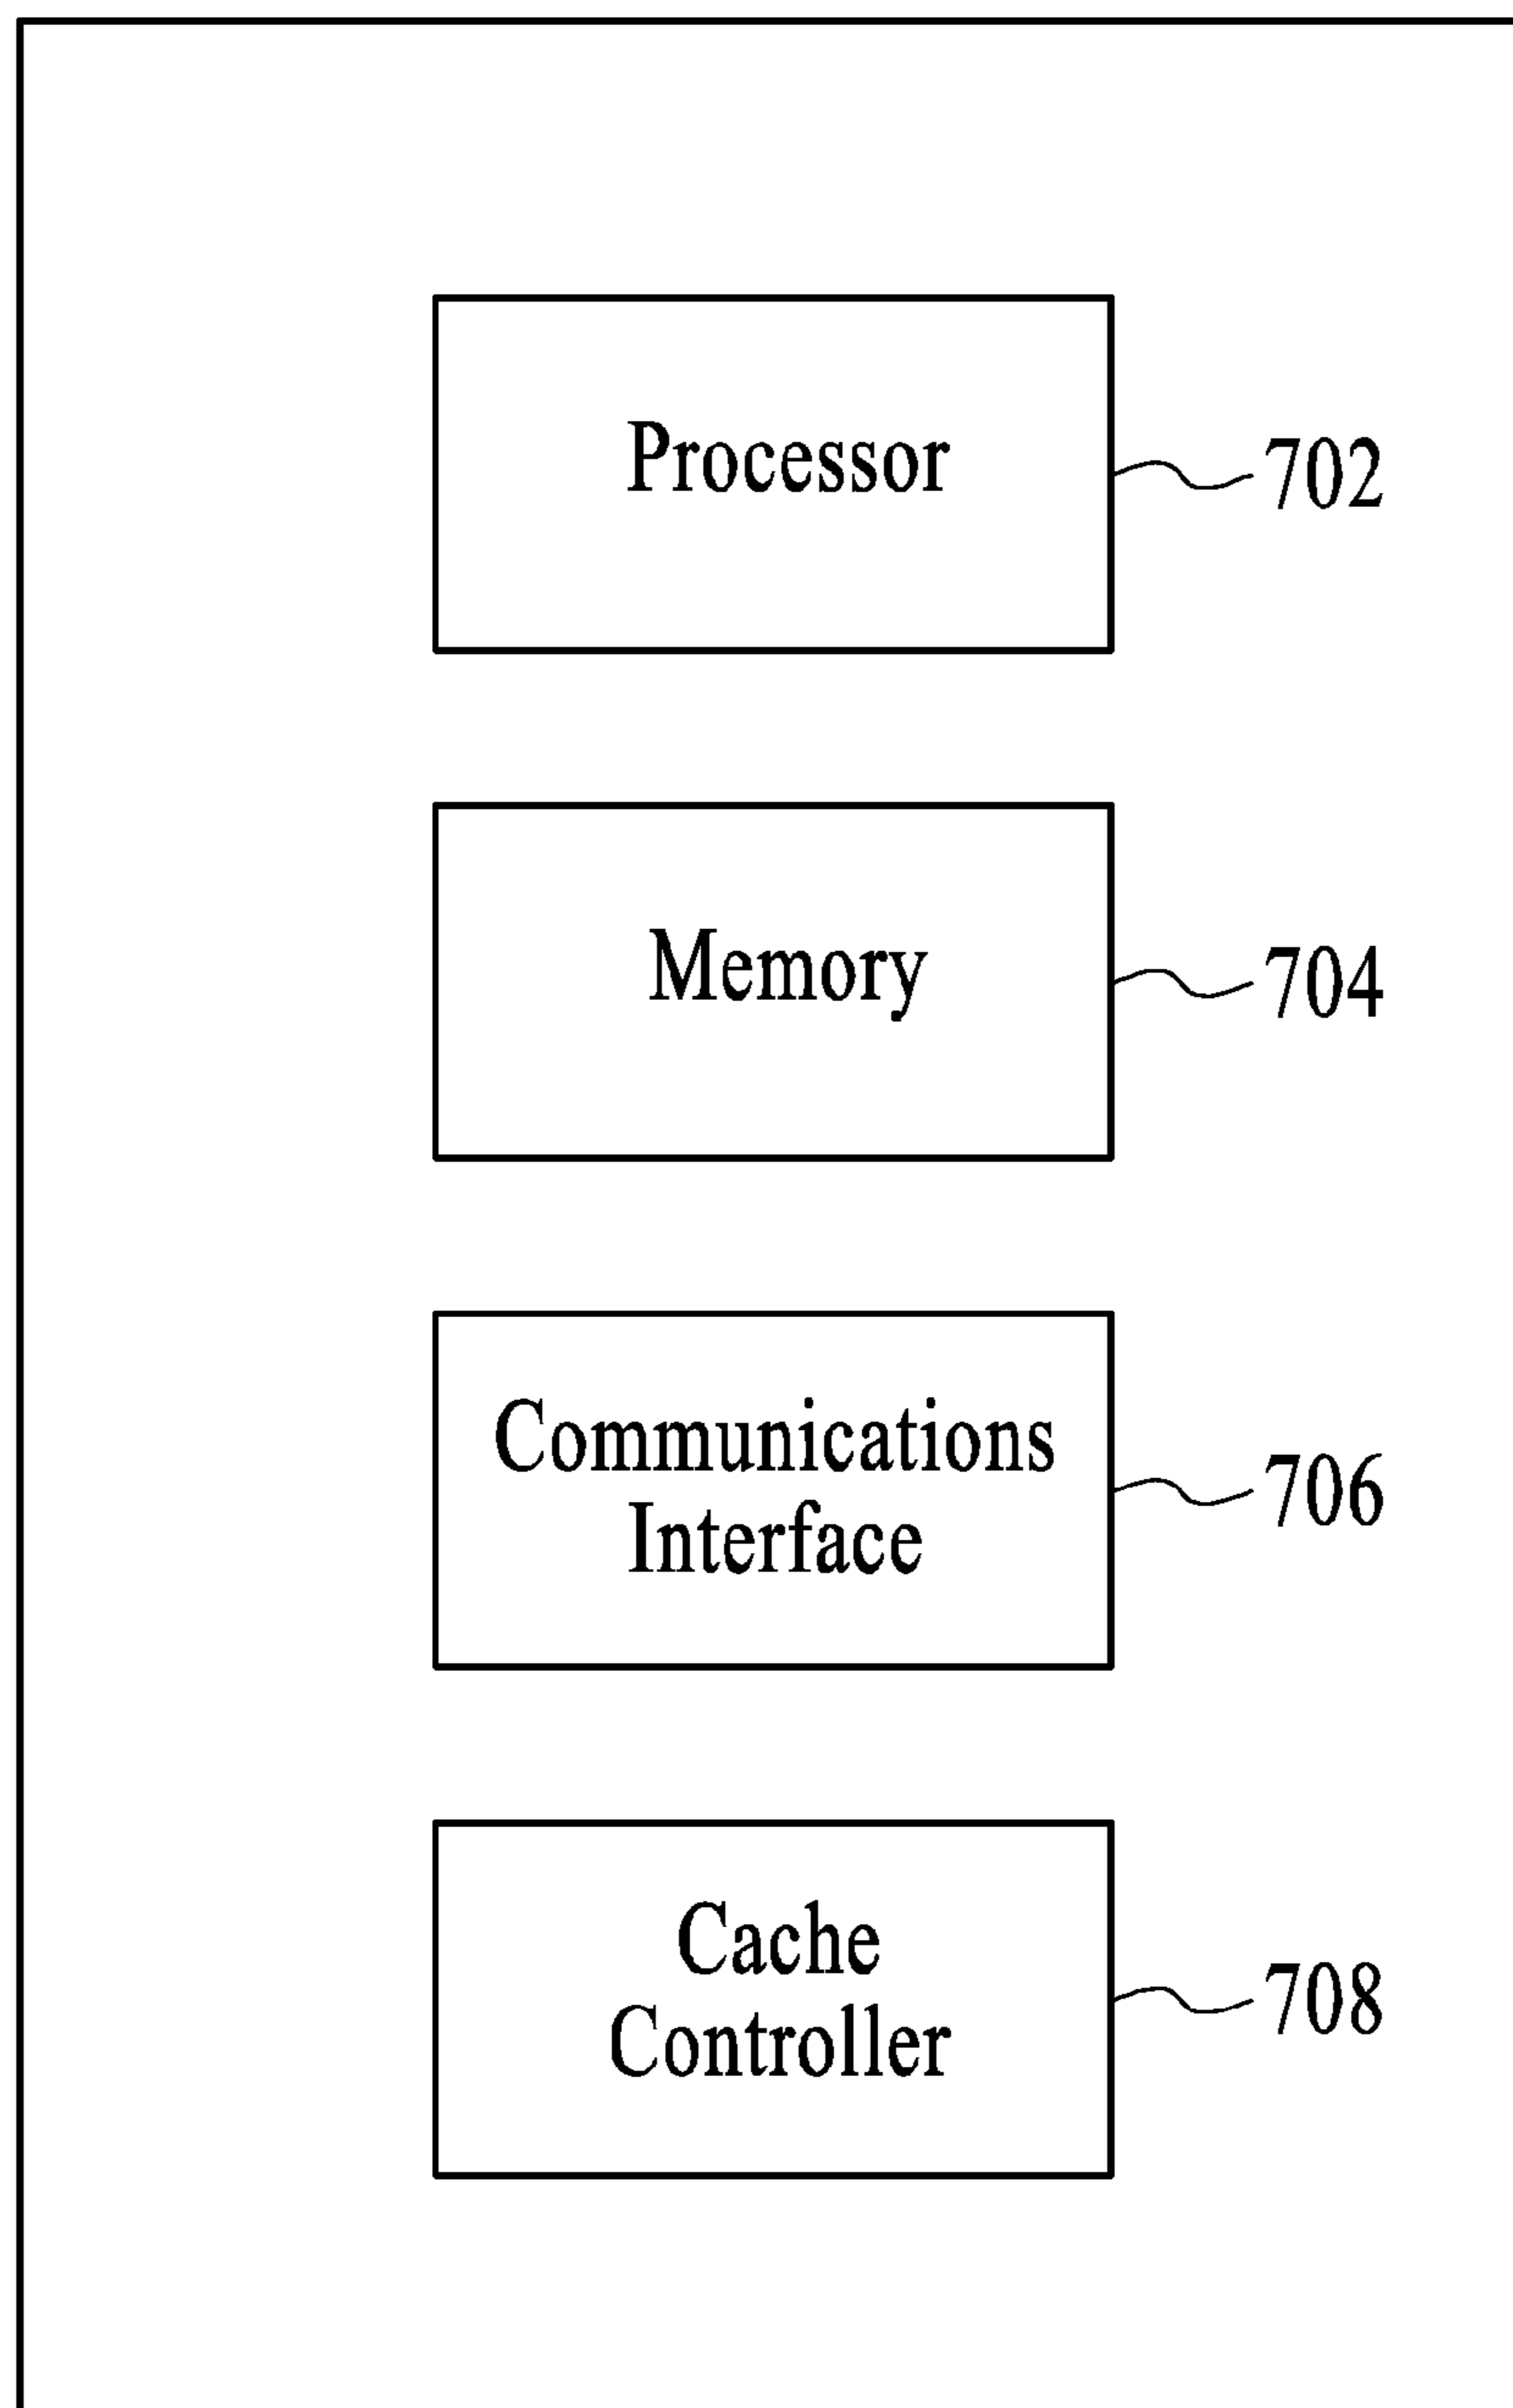 Processor
702
Memory
704
Communications
Interface
706
Cache
Controller
708